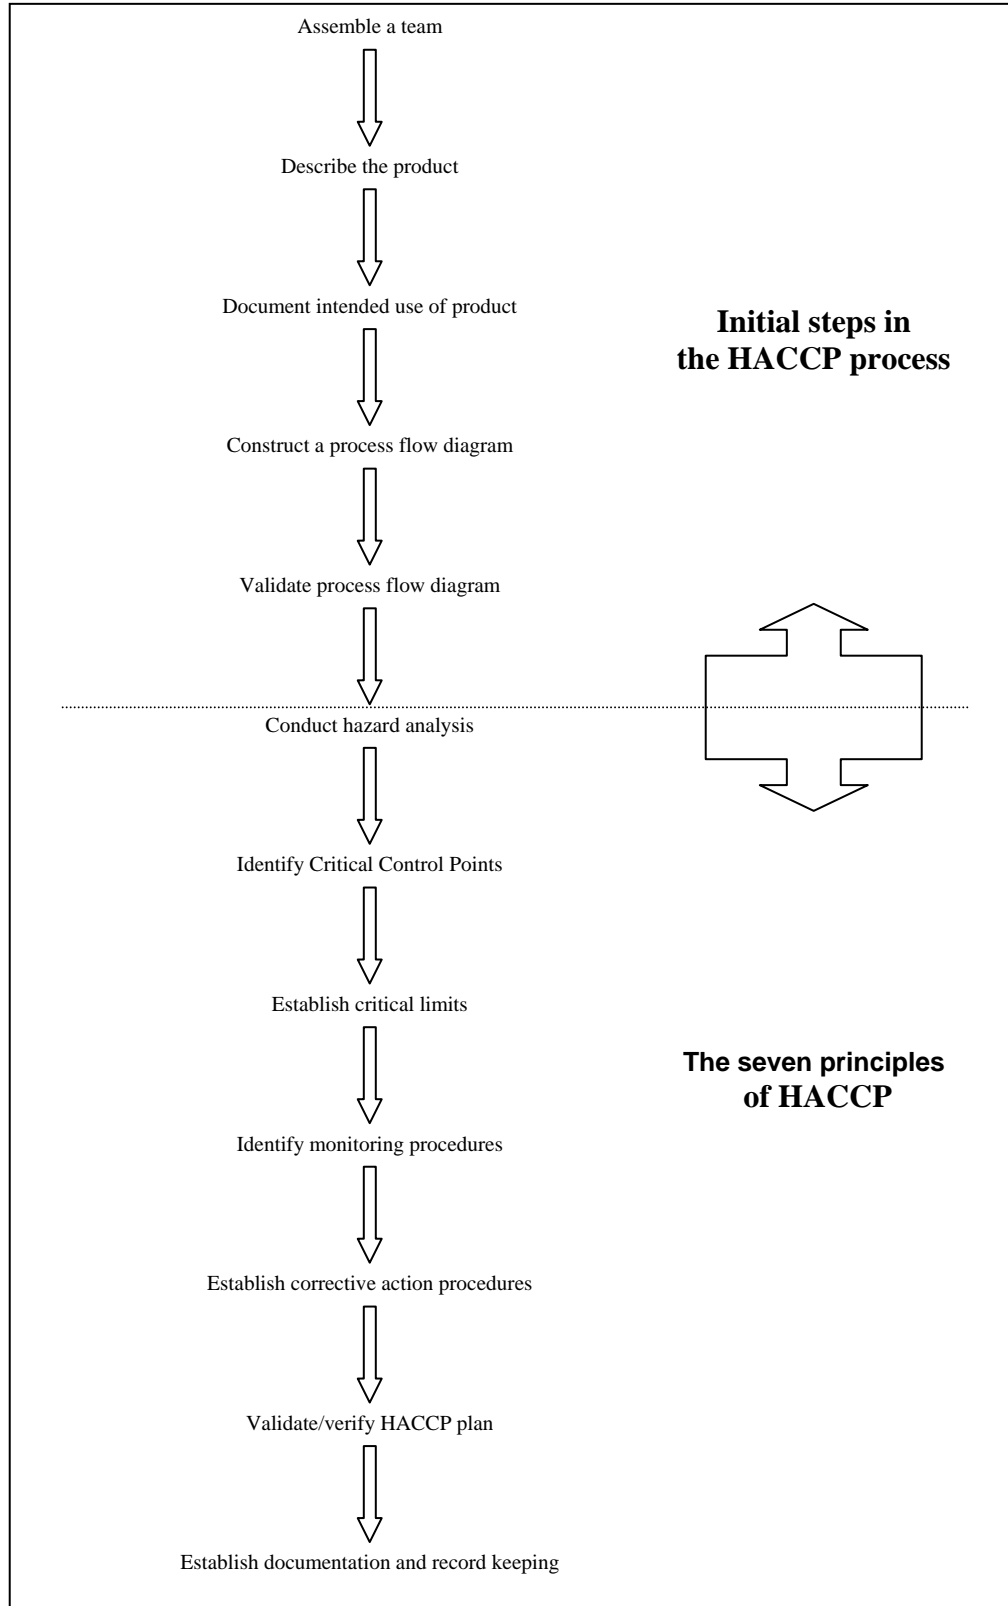 Assemble a team
Describe the product
Document intended use of product
Initial steps in
the HACCP process
Construct a process flow diagram
Validate process flow diagram
Conduct hazard analysis
Identify Critical Control Points
Establish critical limits
The seven principles
of HACCP
Identify monitoring procedures
Establish corrective action procedures
Validate/verify HACCP plan
Establish documentation and record keeping